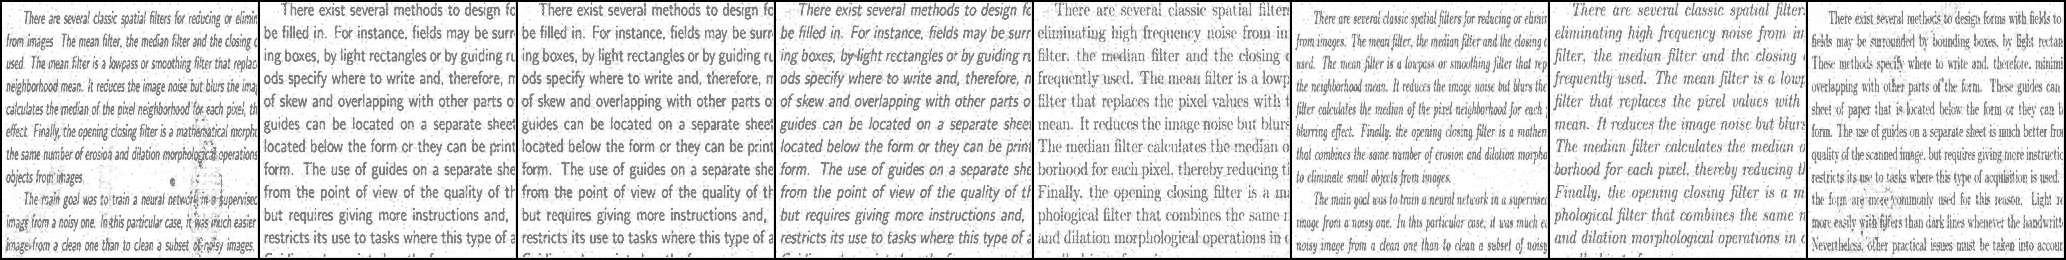 There are several classic spatial filters for reducing or elimin
from images The mean filter, the median filter and the closing o
used. The mean filter is a lowpass or smoothing filter that replac
neighborhood mean. It reduces the image noise but blurs the ima
calculates the median of the pixel neighborhood for each pixel, th
effect. Finally, the opening closing filter is a mathematical morpho
the same number of erosion and dilation morphological operations
objects from images.
The main goal was to train a neural network in a supervised
image from a noisy one. In this particular case, it was much easier
image from a clean one than to clean a subset of noisy images.
There exist several methods to design fo
be filled in. For instance, fields may be surr
ing boxes, by light rectangles or by guiding ru
ods specify where to write and, therefore, m
of skew and overlapping with other parts o
guides can be located on a separate sheet
located below the form or they can be print
form. The use of guides on a separate she
from the point of view of the quality of th
but requires giving more instructions and,
restricts its use to tasks where this type of a
There exist several methods to design fo
be filled in. For instance, fields may be surr
ing boxes, by light rectangles or by guiding ru
ods specify where to write and, therefore, m
of skew and overlapping with other parts o
guides can be located on a separate sheet
located below the form or they can be print
form. The use of guides on a separate she
from the point of view of the quality of th
but requires giving more instructions and,
restricts its use to tasks where this type of a
There exist several methods to design fo
be filled in. For instance, fields may be surr
ing boxes, by light rectangles or by guiding ru
ods specify where to write and, therefore, m
of skew and overlapping with other parts o
guides can be located on a separate sheet
located below the form or they can be print
form. The use of guides on a separate she
from the point of view of the quality of th
but requires giving more instructions and,
restricts its use to tasks where this type of a
There are several classic spatial filters
eliminating high frequency noise from im
filter, the median filter and the closing o
frequently used. The mean filter is a lowp
filter that replaces the pixel values with t
mean. It reduces the image noise but blurs
The median filter calculates the median o
borhood for each pixel, thereby reducing th
Finally, the opening closing filter is a ma
phological filter that combines the same n
and dilation morphological operations in o
There are several classic spatial filters for reducing or elimin
from images. The mean filter, the median filter and the closing o
used. The mean filter is a lowpass or smoothing filter that rep
the neighborhood mean. It reduces the image noise but blurs the
filter calculates the median of the pixel neighborhood for each
blurring effect. Finally, the opening closing filter is a mathem
that combines the same number of erosion and dilation morpho
to eliminate small objects from images.
The main goal was to train a neural network in a supervised
image from a noisy one. In this particular case, it was much ea
noisy image from a clean one than to clean a subset of noisy
There are several classic spatial filters
eliminating high frequency noise from im
filter, the median filter and the closing
frequently used. The mean filter is a lowp
filter that replaces the pixel values with
mean. It reduces the image noise but blurs
The median filter calculates the median o
borhood for each pixel, thereby reducing th
Finally, the opening closing filter is a m
phological filter that combines the same n
and dilation morphological operations in o
There exist several methods to design forms with fields to
fields may be surrounded by bounding boxes, by light rectan
These methods specify where to write and, therefore, minimi
overlapping with other parts of the form. These guides can
sheet of paper that is located below the form or they can b
form. The use of guides on a separate sheet is much better fro
quality of the scanned image, but requires giving more instructio
restricts its use to tasks where this type of acquisition is used.
the form are more commonly used for this reason. Light re
more easily with filters than dark lines whenever the handwritt
Nevertheless, other practical issues must be taken into accoun